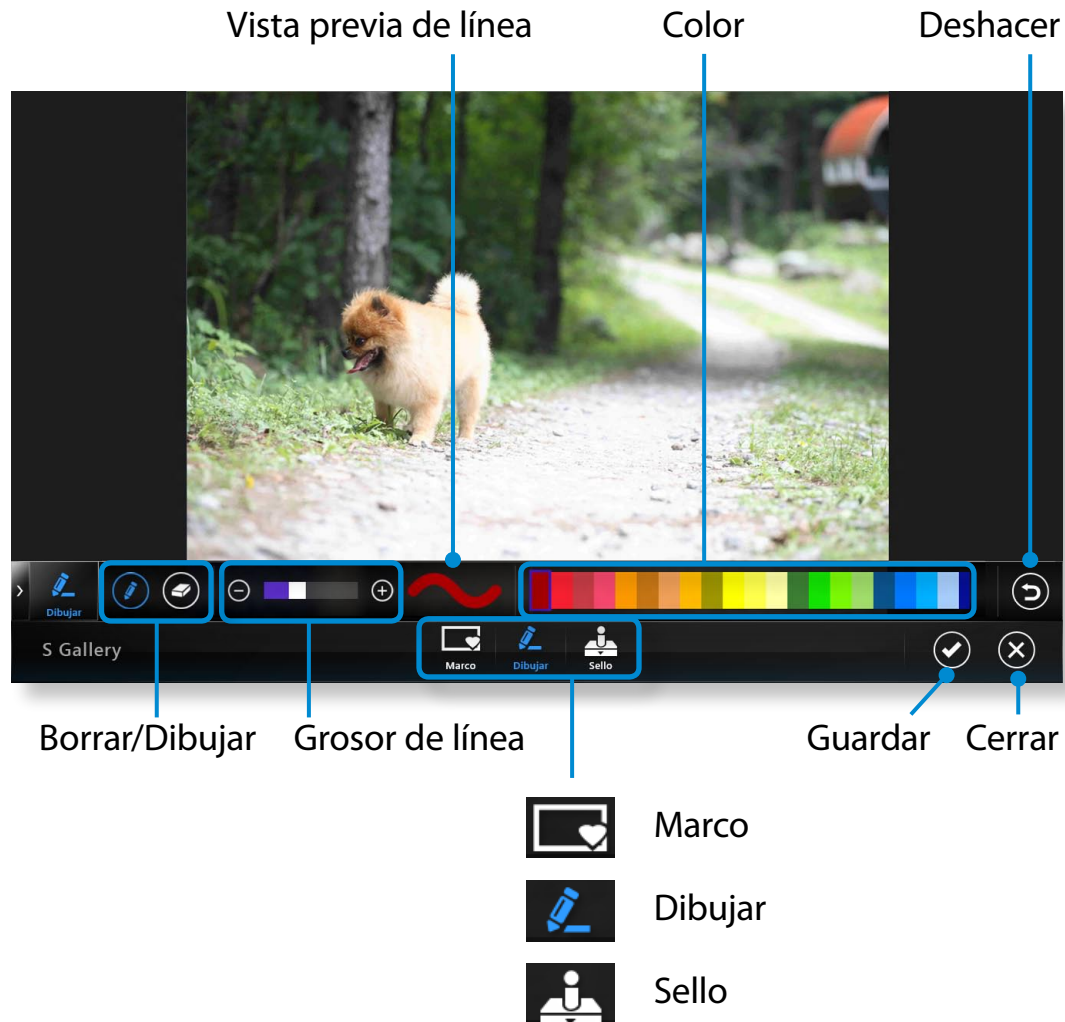 Vista previa de línea Color Deshacer
Dibujar
S Gallery
Marco Dibujar Sello
Borrar/Dibujar Grosor de línea Guardar Cerrar
Marco
Dibujar
Sello